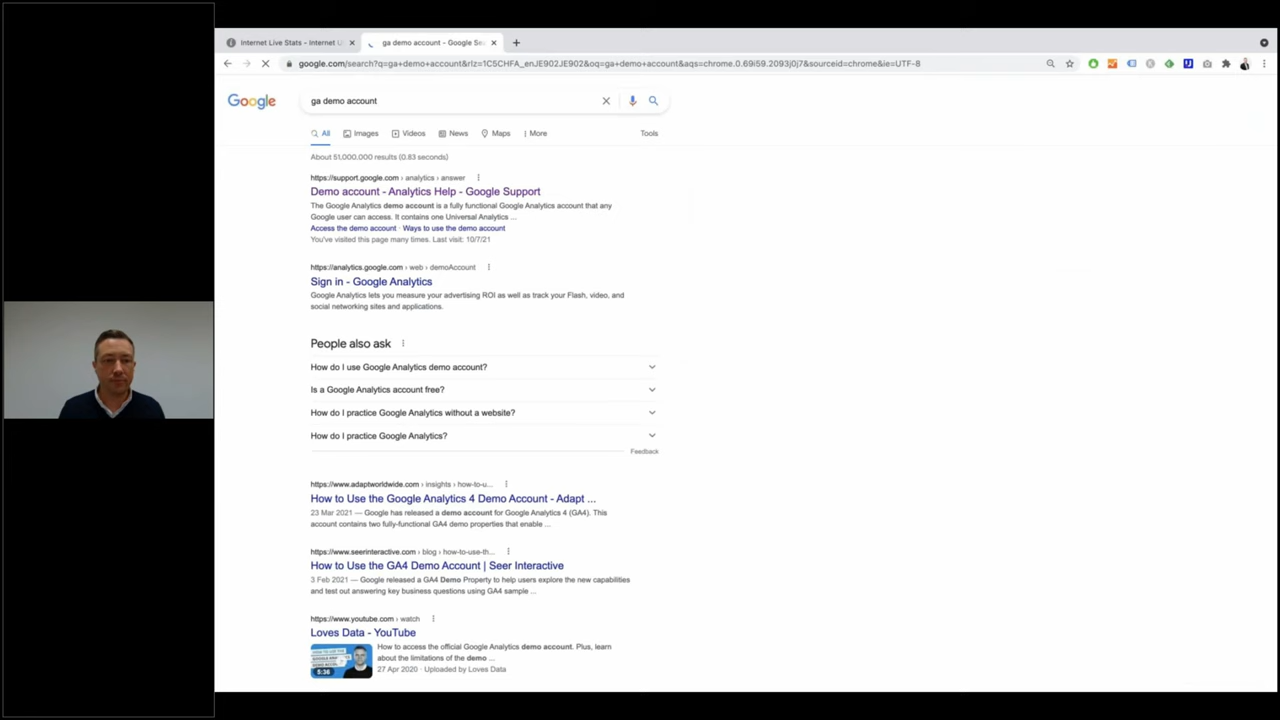 Internet Live Stats - Internet U
ga demo account - Google Sea
google.com/search?q=ga+demo+account&rlz=1C5CHFA_enJE902JE902&oq=ga+demo+account&aqs=chrome.0.69i59.2093j0j7&sourceid=chrome&ie=UTF-8
Google
ga demo account
All Images Videos News Maps More Tools
About 51,000,000 results (0.83 seconds)
https://support.google.com › analytics › answer
Demo account - Analytics Help - Google Support
The Google Analytics demo account is a fully functional Google Analytics account that any
Google user can access. It contains one Universal Analytics ...
Access the demo account · Ways to use the demo account
You've visited this page many times. Last visit: 10/7/21
https://analytics.google.com › web › demoAccount
Sign in - Google Analytics
Google Analytics lets you measure your advertising ROI as well as track your Flash, video, and
social networking sites and applications.
People also ask
How do I use Google Analytics demo account?
Is a Google Analytics account free?
How do I practice Google Analytics without a website?
How do I practice Google Analytics?
Feedback
https://www.adaptworldwide.com › insights › how-to-u...
How to Use the Google Analytics 4 Demo Account - Adapt ...
23 Mar 2021 — Google has released a demo account for Google Analytics 4 (GA4). This
account contains two fully-functional GA4 demo properties that enable ...
https://www.seerinteractive.com › blog › how-to-use-th...
How to Use the GA4 Demo Account | Seer Interactive
3 Feb 2021 — Google released a GA4 Demo Property to help users explore the new capabilities
and test out answering key business questions using GA4 sample ...
https://www.youtube.com › watch
Loves Data - YouTube
How to access the official Google Analytics demo account. Plus, learn
about the limitations of the demo ...
27 Apr 2020 · Uploaded by Loves Data
5:36